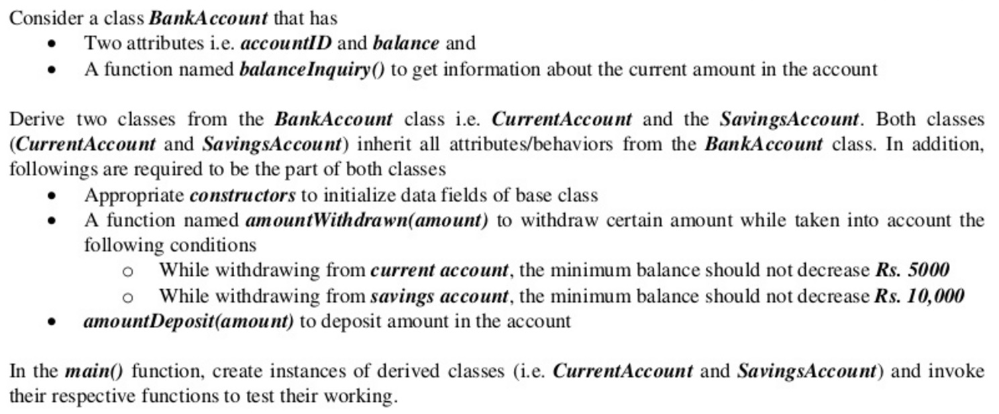 Consider a class BankAccount that has
• Two attributes i.e. accountID and balance and
• A function named balanceInquiry() to get information about the current amount in the account
Derive two classes from the BankAccount class i.e. CurrentAccount and the SavingsAccount. Both classes
(CurrentAccount and SavingsAccount) inherit all attributes/behaviors from the BankAccount class. In addition,
followings are required to be the part of both classes
• Appropriate constructors to initialize data fields of base class
• A function named amountWithdrawn(amount) to withdraw certain amount while taken into account the
following conditions
o While withdrawing from current account, the minimum balance should not decrease Rs. 5000
o While withdrawing from savings account, the minimum balance should not decrease Rs. 10,000
• amountDeposit(amount) to deposit amount in the account
In the main() function, create instances of derived classes (i.e. CurrentAccount and SavingsAccount) and invoke
their respective functions to test their working.